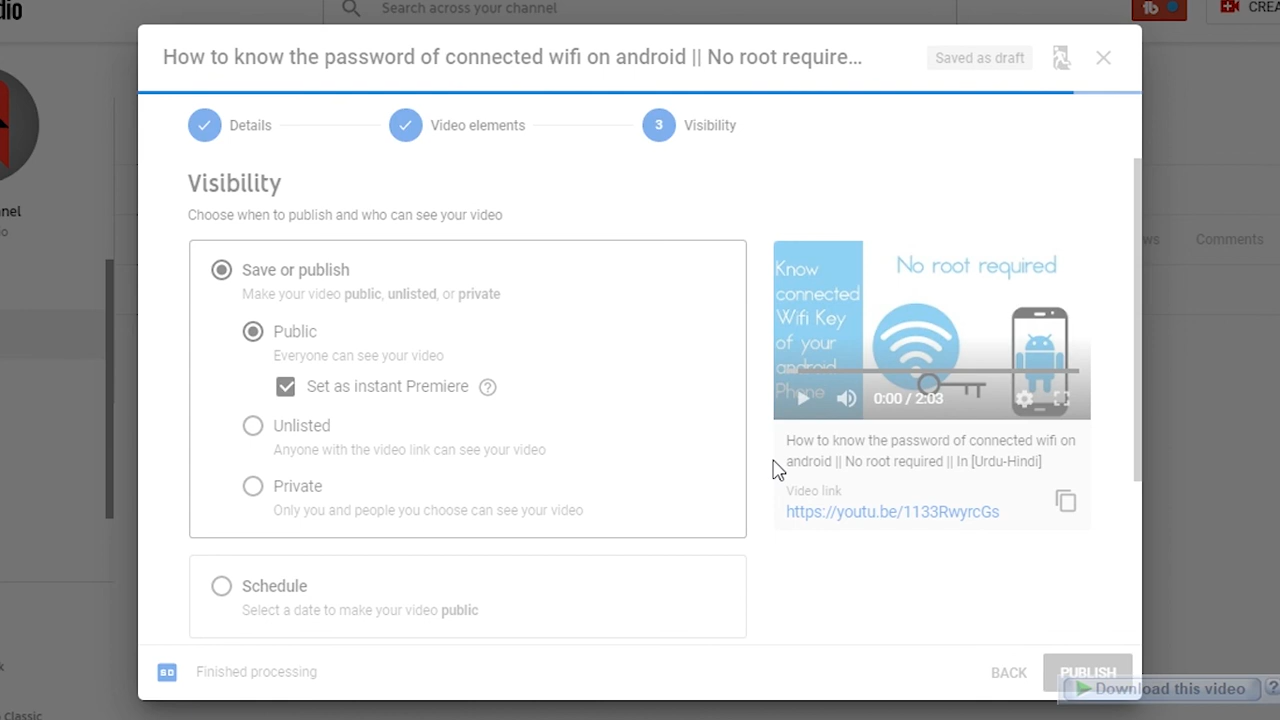 dio
Search across your channel
CREA
How to know the password of connected wifi on android || No root require...
Saved as draft
Details
Video elements
3
Visibility
Visibility
Choose when to publish and who can see your video
Save or publish
Make your video public, unlisted, or private
Public
Everyone can see your video
Set as instant Premiere
?
Unlisted
Anyone with the video link can see your video
Private
Only you and people you choose can see your video
Schedule
Select a date to make your video public
Know
connected
Wifi Key
of your
android
Phone
No root required
0:00 / 2:03
How to know the password of connected wifi on
android || No root required || In [Urdu-Hindi]
Video link
https://youtu.be/1133RwyrcGs
SD
Finished processing
BACK
PUBLISH
Download this video
?
nnel
o
ws
Comments
k
Classic